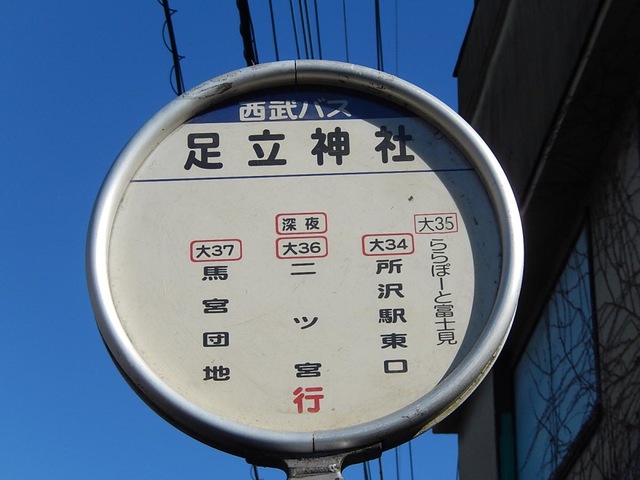 西武バス
足立神社
大35
ららぽーと富士見
大34
所沢駅東口
深夜
大36
二ツ宮
大37
馬宮団地
行